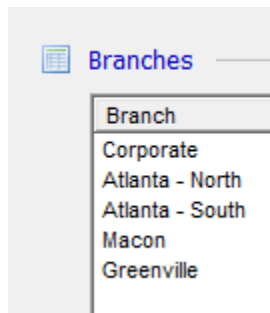 Branches
Branch
Corporate
Atlanta - North
Atlanta - South
Macon
Greenville